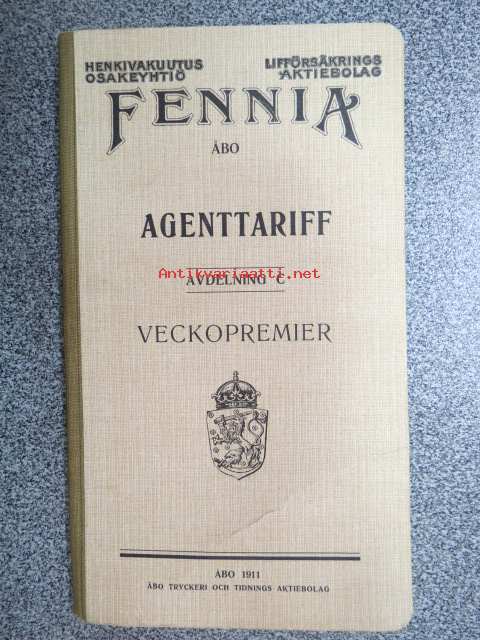 HENKIVAKUUTUS
OSAKEYHTIÖ
LIFFÖRSÄKRINGS
AKTIEBOLAG
FENNIA
ÅBO
AGENTTARIFF
Antikvariaatti.net
AVDELNING C
VECKOPREMIER
ÅBO 1911
ÅBO TRYCKERI OCH TIDNINGS AKTIEBOLAG